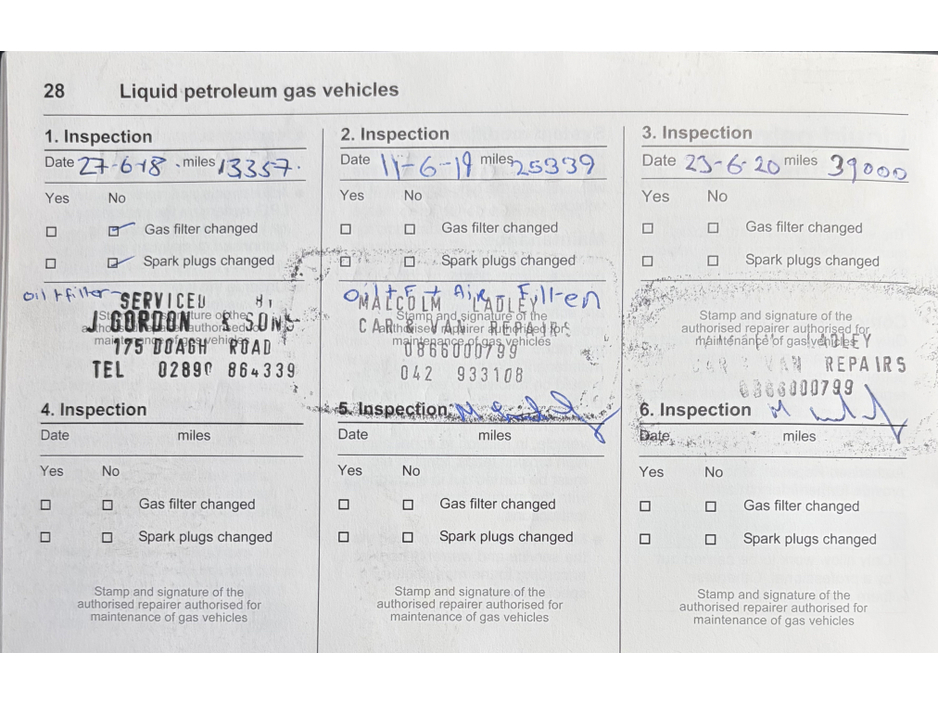 28 Liquid petroleum gas vehicles
1. Inspection
Date 27-6-18 miles 13357.
Yes No
Gas filter changed
Spark plugs changed
oil + filter
SERVICED
Stamp and signature of the
J GORDON & SONS
authorised repairer authorised for
maintenance of gas vehicles
175 DOAGH ROAD
TEL 02890 864339
2. Inspection
Date 11-6-19 miles 25339
Yes No
Gas filter changed
Spark plugs changed
Oil + F + Air - Filter
MALCOLM LADLEY
Stamp and signature of the
CAR & VAN REPAIRS
authorised repairer authorised for
maintenance of gas vehicles
0866000799
042 933108
3. Inspection
Date 23-6-20 miles 39000
Yes No
Gas filter changed
Spark plugs changed
Stamp and signature of the
authorised repairer authorised for
maintenance of gas vehicles
LADLEY
CAR VAN REPAIRS
0866000799
4. Inspection
Date miles
Yes No
Gas filter changed
Spark plugs changed
Stamp and signature of the
authorised repairer authorised for
maintenance of gas vehicles
5. Inspection
Date miles
Yes No
Gas filter changed
Spark plugs changed
Stamp and signature of the
authorised repairer authorised for
maintenance of gas vehicles
6. Inspection
Date miles
Yes No
Gas filter changed
Spark plugs changed
Stamp and signature of the
authorised repairer authorised for
maintenance of gas vehicles